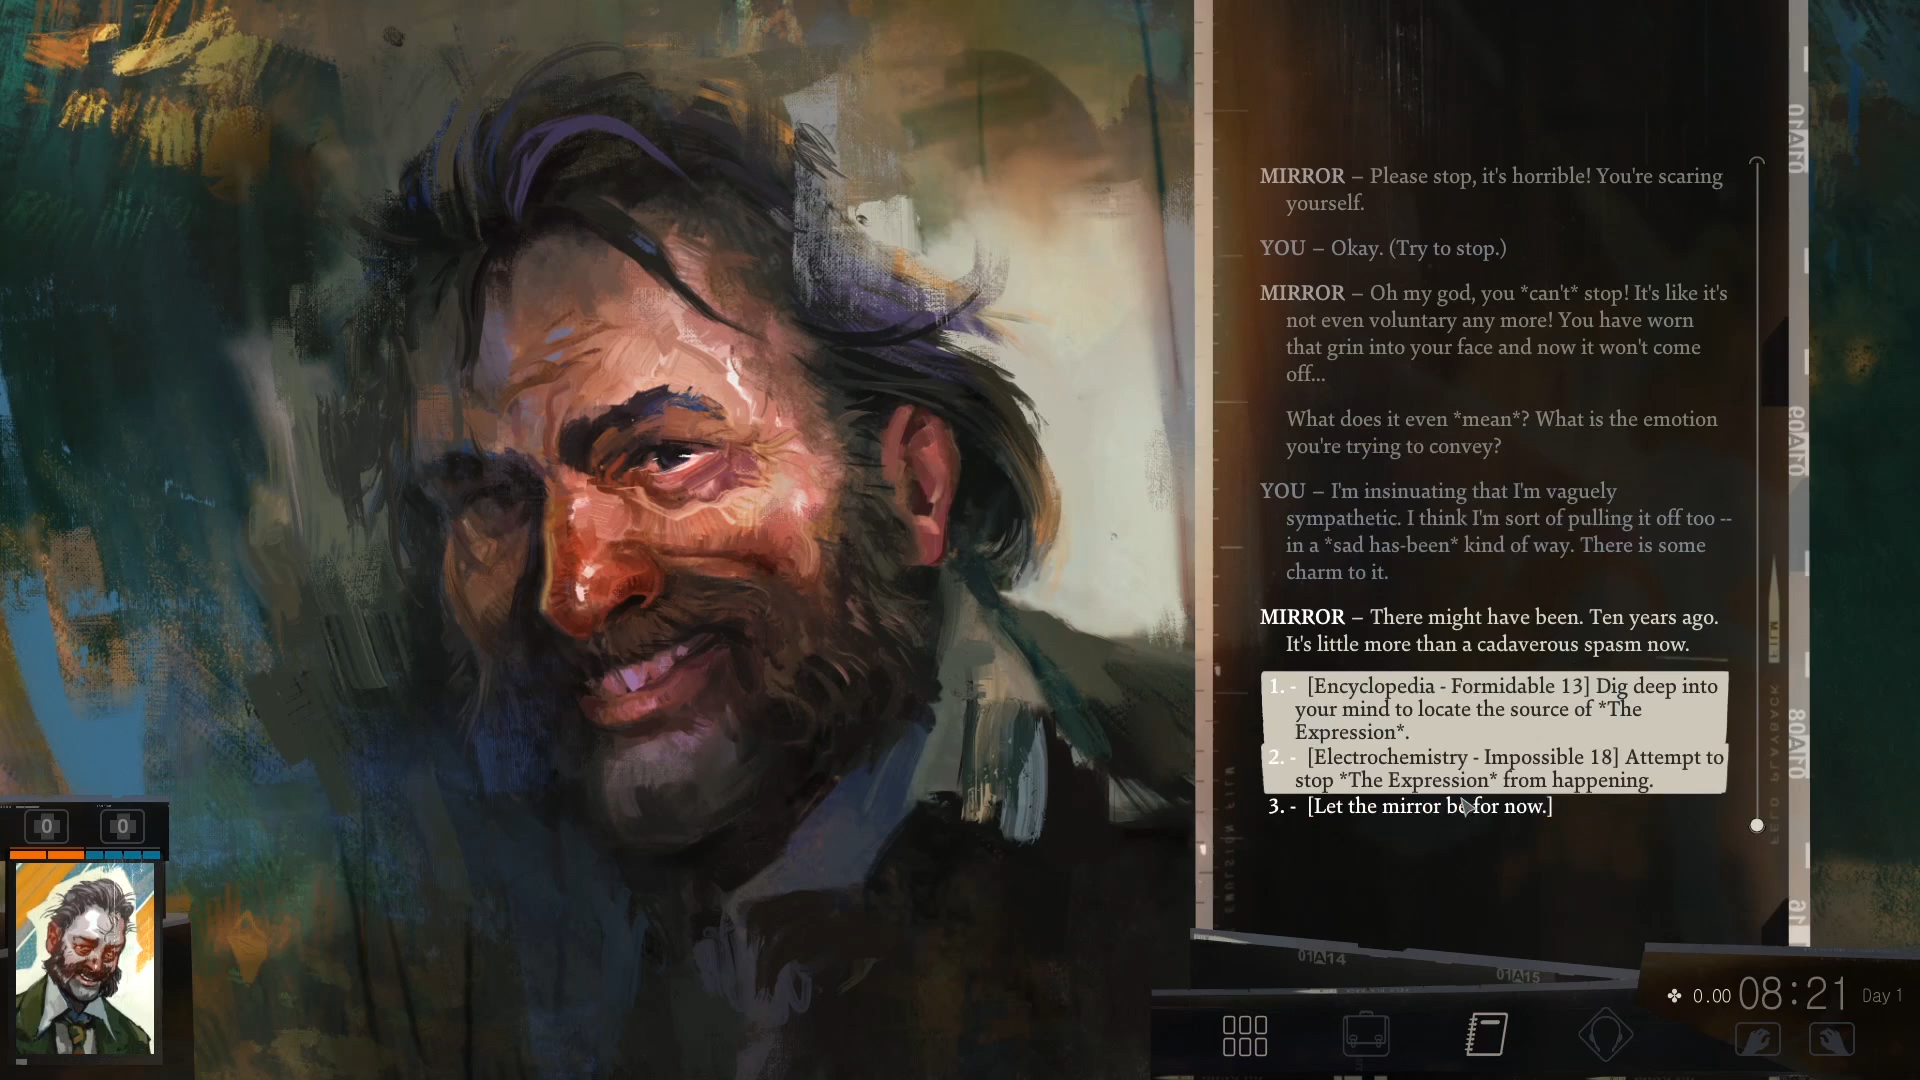 MIRROR – Please stop, it's horrible! You're scaring
yourself.
YOU – Okay. (Try to stop.)
MIRROR – Oh my god, you *can't* stop! It's like it's
not even voluntary any more! You have worn
that grin into your face and now it won't come
off...
What does it even *mean*? What is the emotion
you're trying to convey?
YOU – I'm insinuating that I'm vaguely
sympathetic. I think I'm sort of pulling it off too --
in a *sad has-been* kind of way. There is some
charm to it.
MIRROR – There might have been. Ten years ago.
It's little more than a cadaverous spasm now.
1. - [Encyclopedia - Formidable 13] Dig deep into
your mind to locate the source of *The
Expression*.
2. - [Electrochemistry - Impossible 18] Attempt to
stop *The Expression* from happening.
3. - [Let the mirror be for now.]
0 0
01A14
01A15
0.00 08:21 Day 1